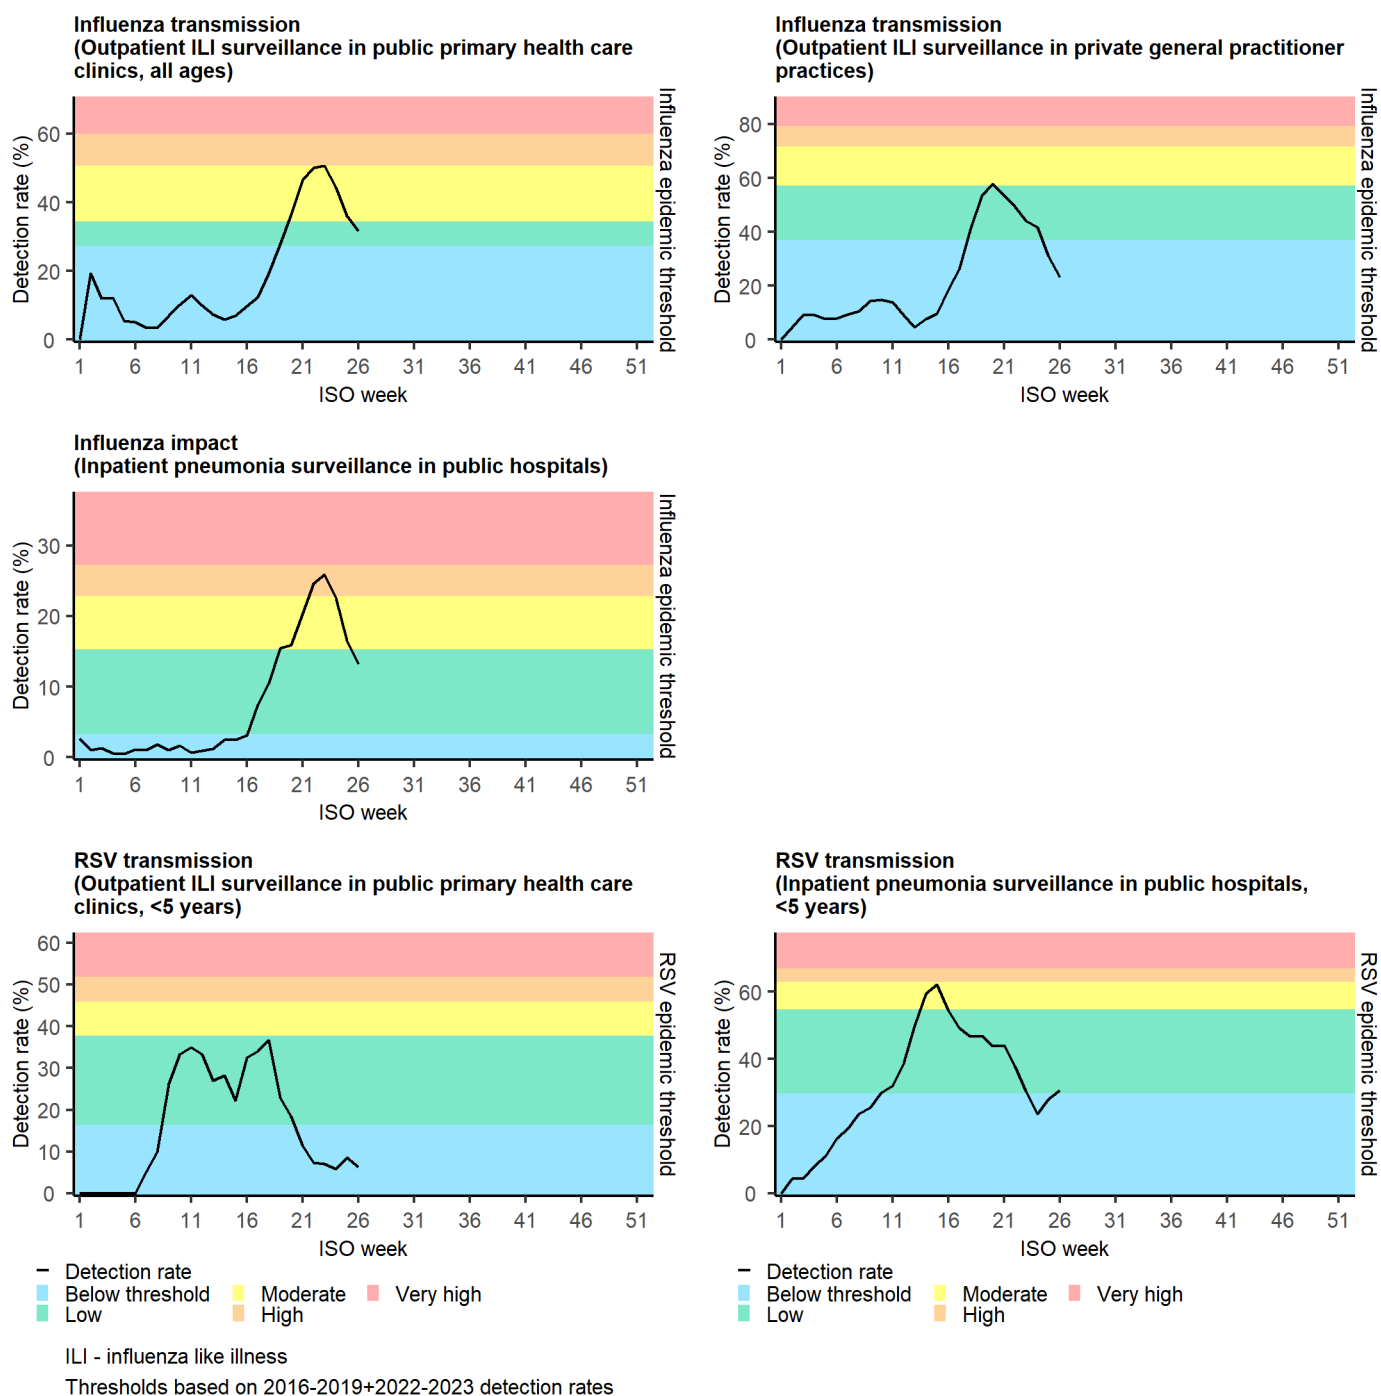 Influenza transmission
(Outpatient ILI surveillance in public primary health care
clinics, all ages)
Detection rate (%)
60
40
20
0
1 6 11 16 21 26 31 36 41 46 51
ISO week
Influenza epidemic threshold
Influenza transmission
(Outpatient ILI surveillance in private general practitioner
practices)
Detection rate (%)
80
60
40
20
0
1 6 11 16 21 26 31 36 41 46 51
ISO week
Influenza epidemic threshold
Influenza impact
(Inpatient pneumonia surveillance in public hospitals)
Detection rate (%)
30
20
10
0
1 6 11 16 21 26 31 36 41 46 51
ISO week
Influenza epidemic threshold
RSV transmission
(Outpatient ILI surveillance in public primary health care
clinics, <5 years)
Detection rate (%)
60
50
40
30
20
10
0
1 6 11 16 21 26 31 36 41 46 51
ISO week
RSV epidemic threshold
RSV transmission
(Inpatient pneumonia surveillance in public hospitals,
<5 years)
Detection rate (%)
60
40
20
0
1 6 11 16 21 26 31 36 41 46 51
ISO week
RSV epidemic threshold
Detection rate
Below threshold Moderate Very high
Low High
Detection rate
Below threshold Moderate Very high
Low High
ILI - influenza like illness
Thresholds based on 2016-2019+2022-2023 detection rates